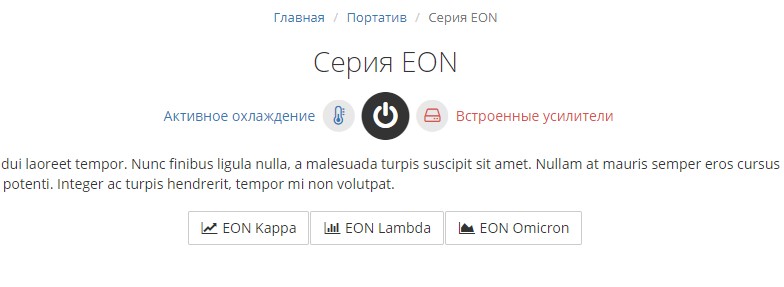 Главная / Портатив / Серия EON
Серия EON
Активное охлаждение Встроенные усилители
dui laoreet tempor. Nunc finibus ligula nulla, a malesuada turpis suscipit sit amet. Nullam at mauris semper eros cursus
potenti. Integer ac turpis hendrerit, tempor mi non volutpat.
EON Kappa EON Lambda EON Omicron